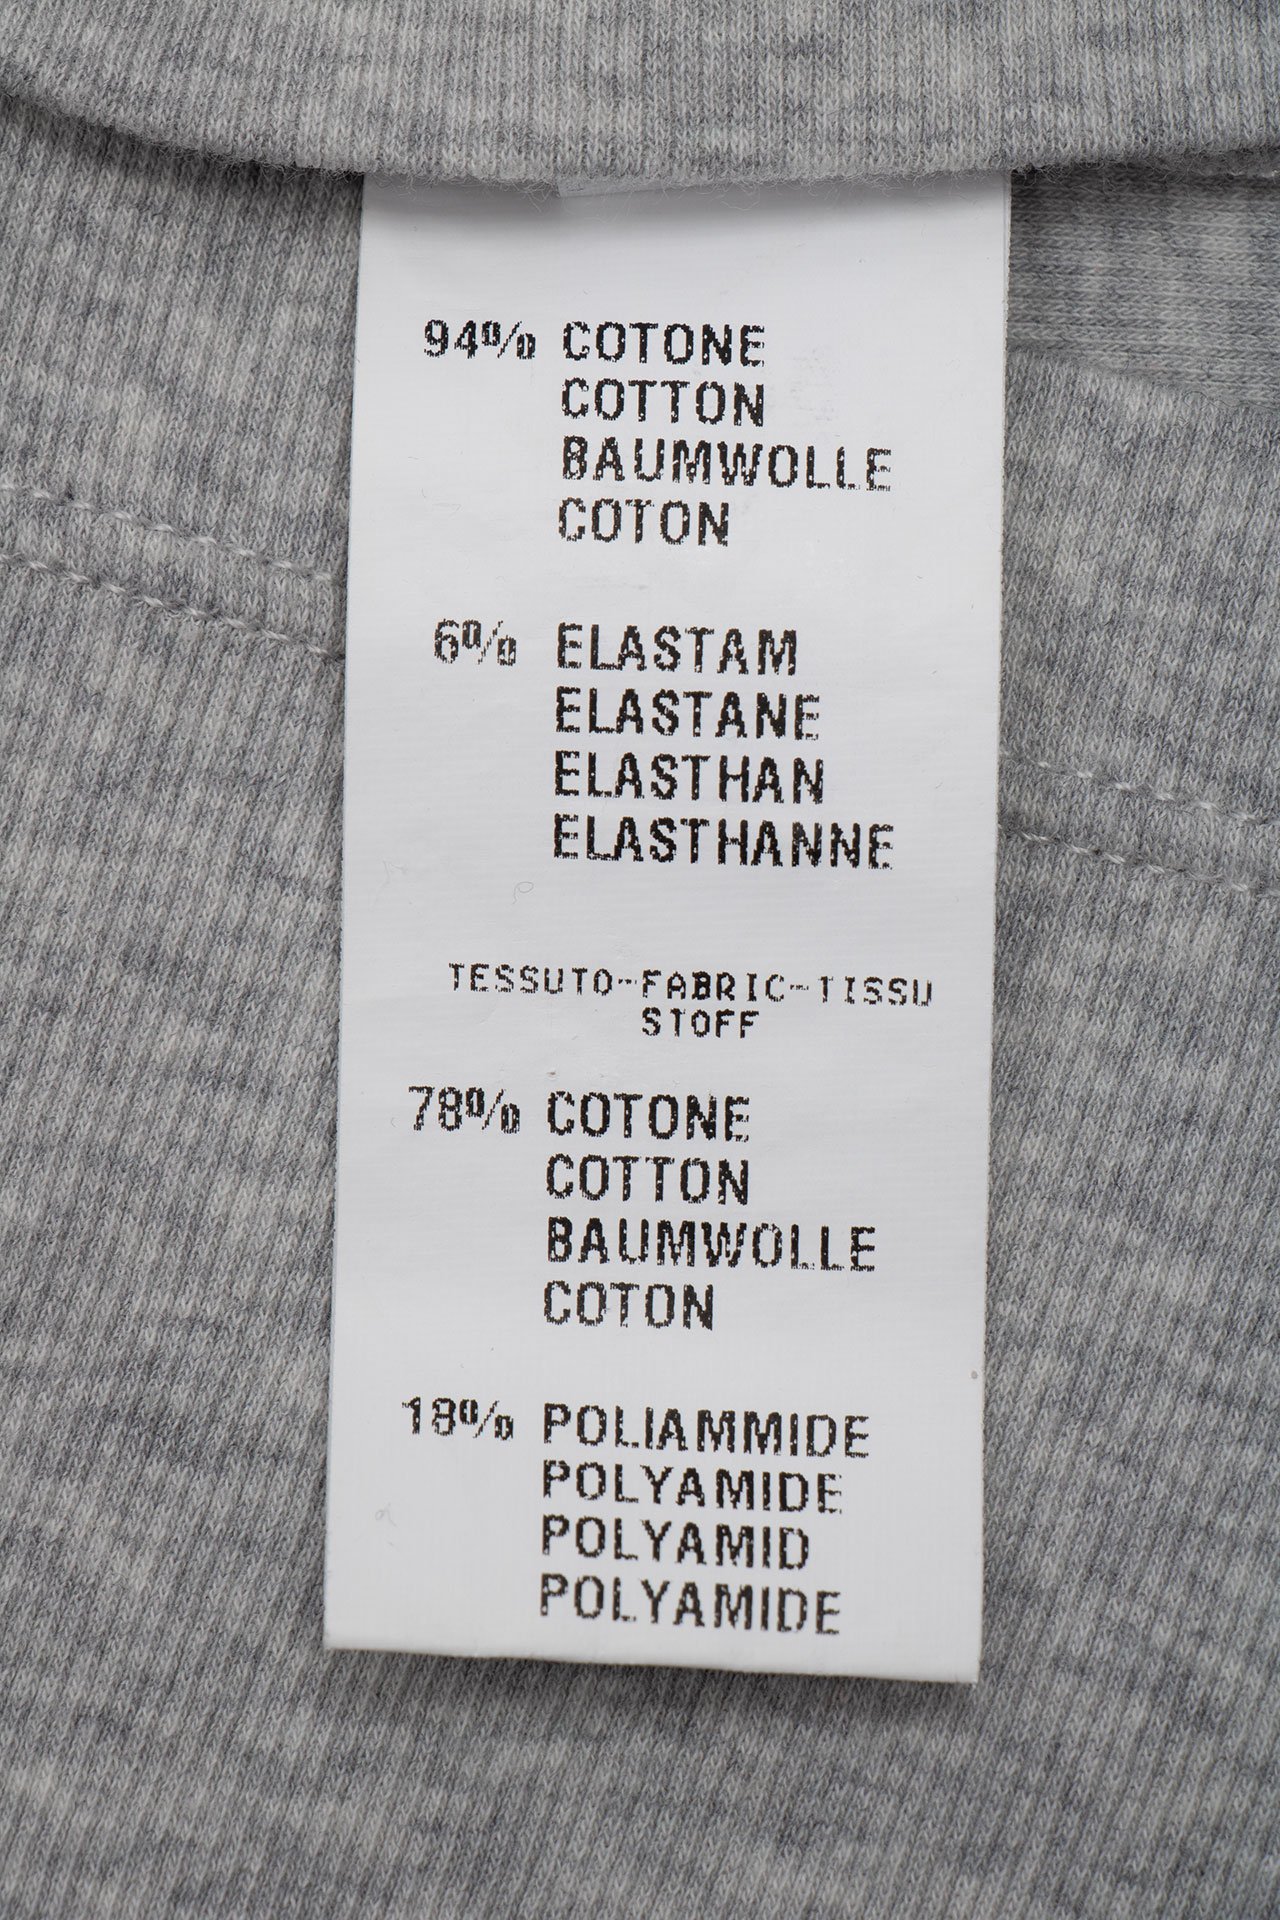 94% COTONE
COTTON
BAUMWOLLE
COTON
6% ELASTAM
ELASTANE
ELASTHAN
ELASTHANNE
TESSUTO-FABRIC-TISSU
STOFF
78% COTONE
COTTON
BAUMWOLLE
COTON
18% POLIAMMIDE
POLYAMIDE
POLYAMID
POLYAMIDE